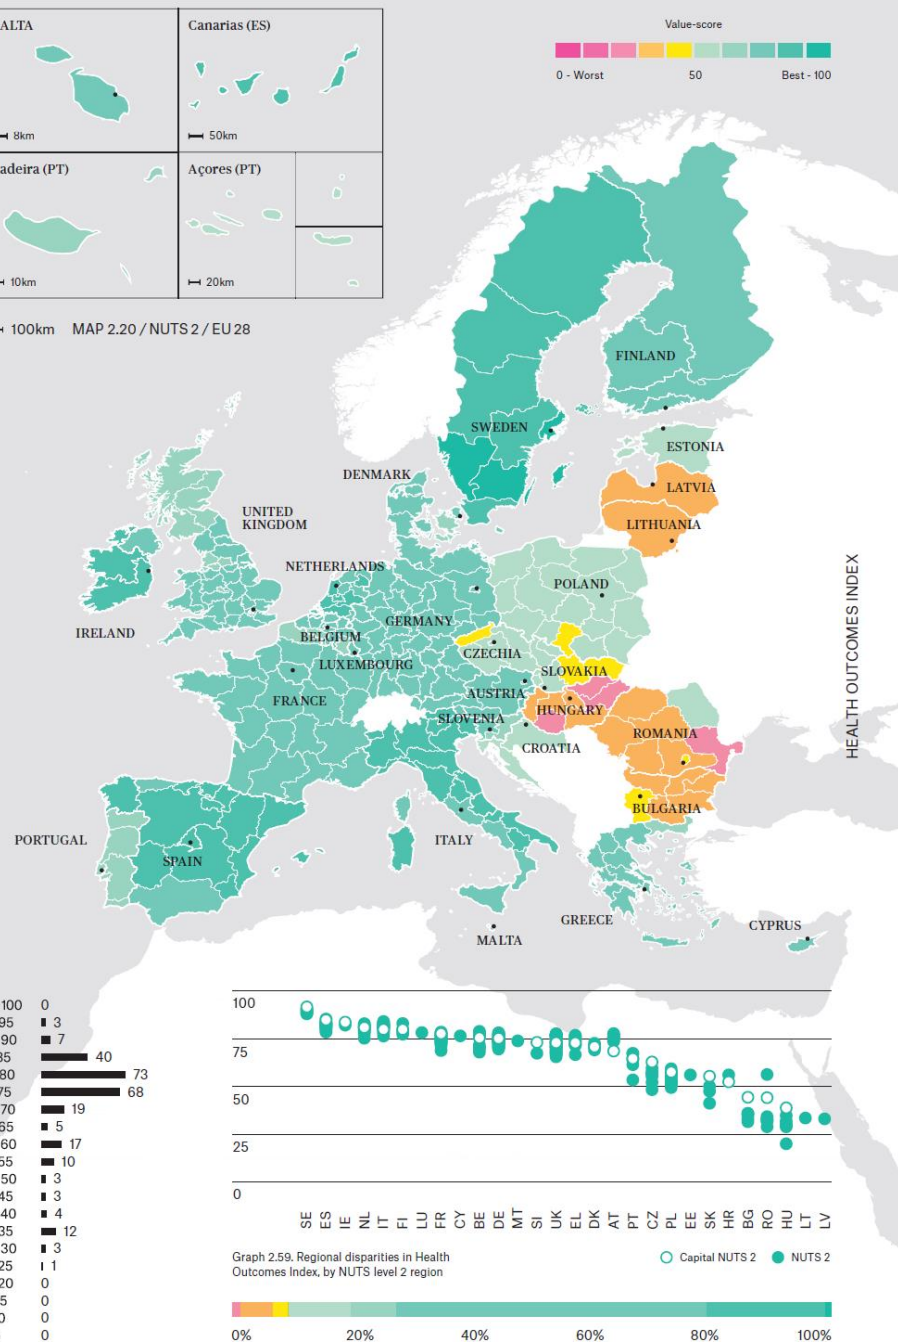 ALTA
Canarias (ES)
8km
50km
adeira (PT)
Açores (PT)
10km
20km
Value-score
0 - Worst
50
Best - 100
100km MAP 2.20 / NUTS 2 / EU 28
FINLAND
SWEDEN
ESTONIA
DENMARK
LATVIA
UNITED
KINGDOM
LITHUANIA
NETHERLANDS
POLAND
IRELAND
GERMANY
BELGIUM
CZECHIA
LUXEMBOURG
SLOVAKIA
AUSTRIA
FRANCE
HUNGARY
SLOVENIA
ROMANIA
CROATIA
BULGARIA
PORTUGAL
ITALY
SPAIN
GREECE
CYPRUS
MALTA
HEALTH OUTCOMES INDEX
100 0
95 3
90 7
85 40
80 73
75 68
70 19
65 5
60 17
55 10
50 3
45 3
40 4
35 12
30 3
25 1
20 0
5 0
0 0
0
100
75
50
25
0
SE ES IE NL IT FI LU FR CY BE DE MT SI UK EL DK AT PT CZ PL EE SK HR BG RO HU LT LV
Graph 2.59. Regional disparities in Health
Outcomes Index, by NUTS level 2 region
Capital NUTS 2
NUTS 2
0% 20% 40% 60% 80% 100%